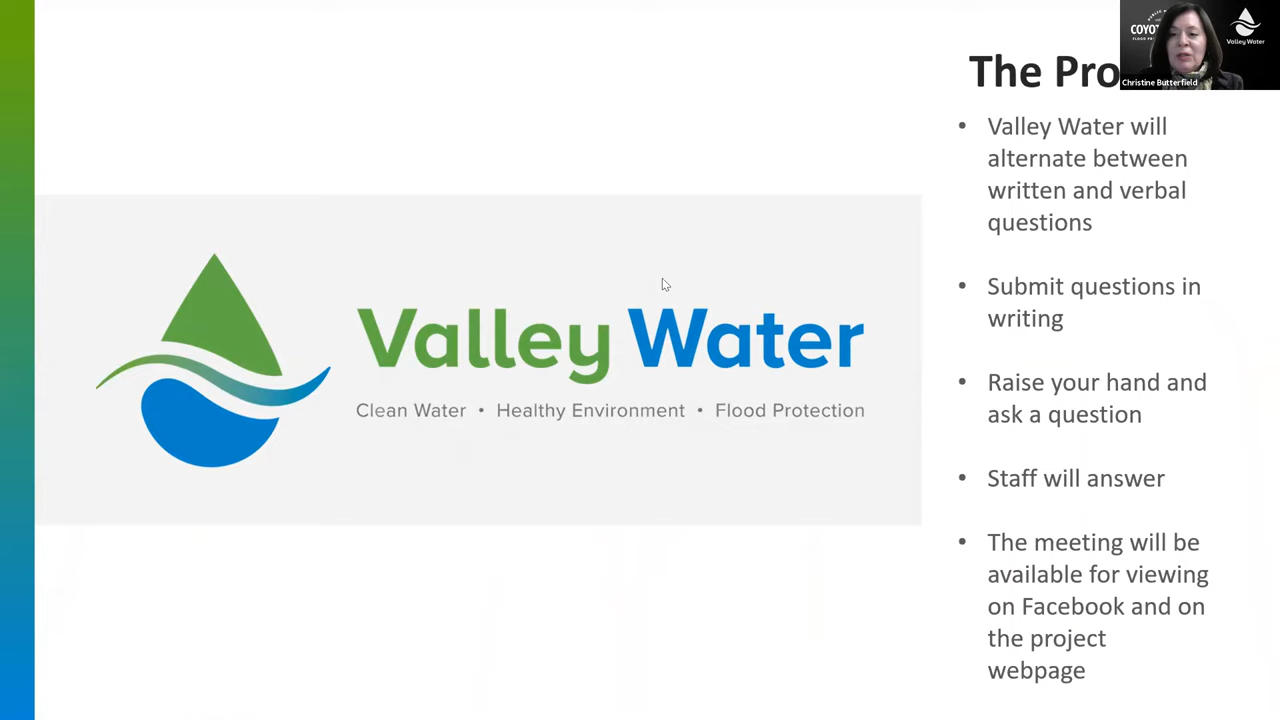 The Pro
Valley Water will
alternate between
written and verbal
questions
Submit questions in
writing
Raise your hand and
ask a question
Staff will answer
The meeting will be
available for viewing
on Facebook and on
the project
webpage
Valley Water
Clean Water • Healthy Environment • Flood Protection
COYOT
Valley Water
Christine Butterfield